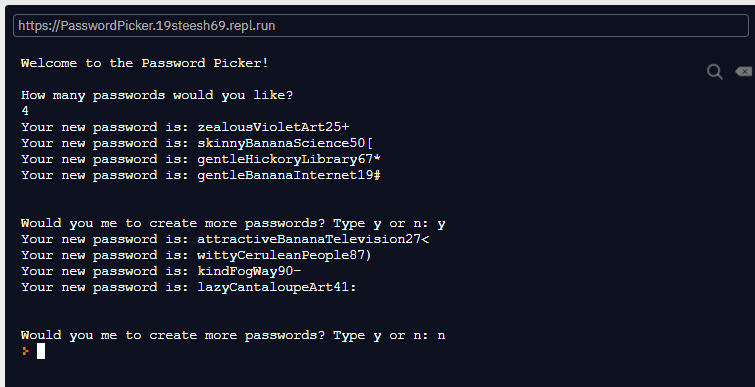 https://PasswordPicker.19steesh69.repl.run
Welcome to the Password Picker!
How many passwords would you like?
4
Your new password is: zealousVioletArt25+
Your new password is: skinnyBananaScience50[
Your new password is: gentleHickoryLibrary67*
Your new password is: gentleBananaInternet19#
Would you me to create more passwords? Type y or n: y
Your new password is: attractiveBananaTelevision27<
Your new password is: wittyCeruleanPeople87)
Your new password is: kindFogWay90-
Your new password is: lazyCantaloupeArt41:
Would you me to create more passwords? Type y or n: n
>